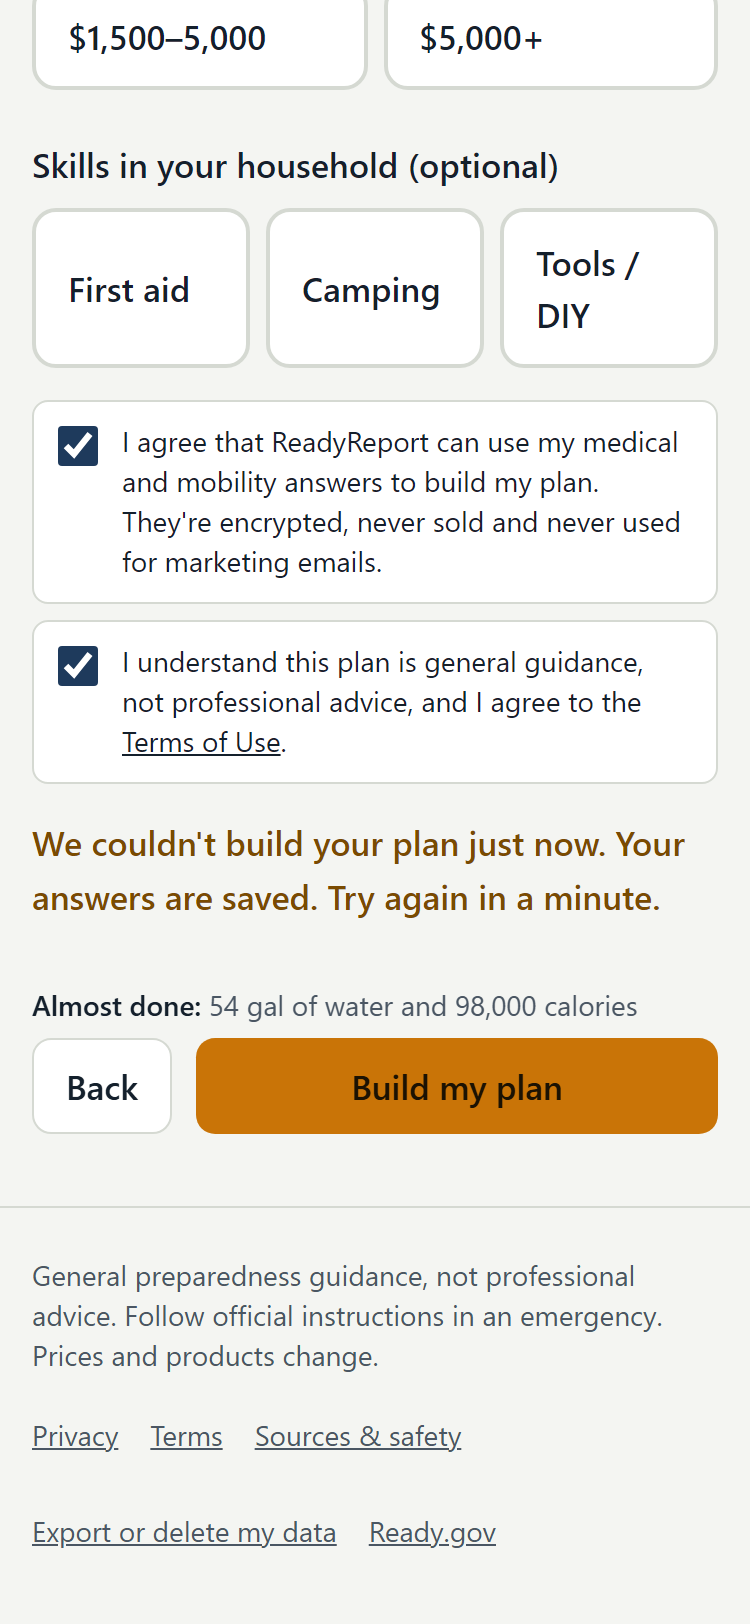 $1,500–5,000
$5,000+
Skills in your household (optional)
First aid
Camping
Tools /
DIY
I agree that ReadyReport can use my medical
and mobility answers to build my plan.
They're encrypted, never sold and never used
for marketing emails.
I understand this plan is general guidance,
not professional advice, and I agree to the
Terms of Use.
We couldn't build your plan just now. Your
answers are saved. Try again in a minute.
Almost done: 54 gal of water and 98,000 calories
Back
Build my plan
General preparedness guidance, not professional
advice. Follow official instructions in an emergency.
Prices and products change.
Privacy
Terms
Sources & safety
Export or delete my data
Ready.gov